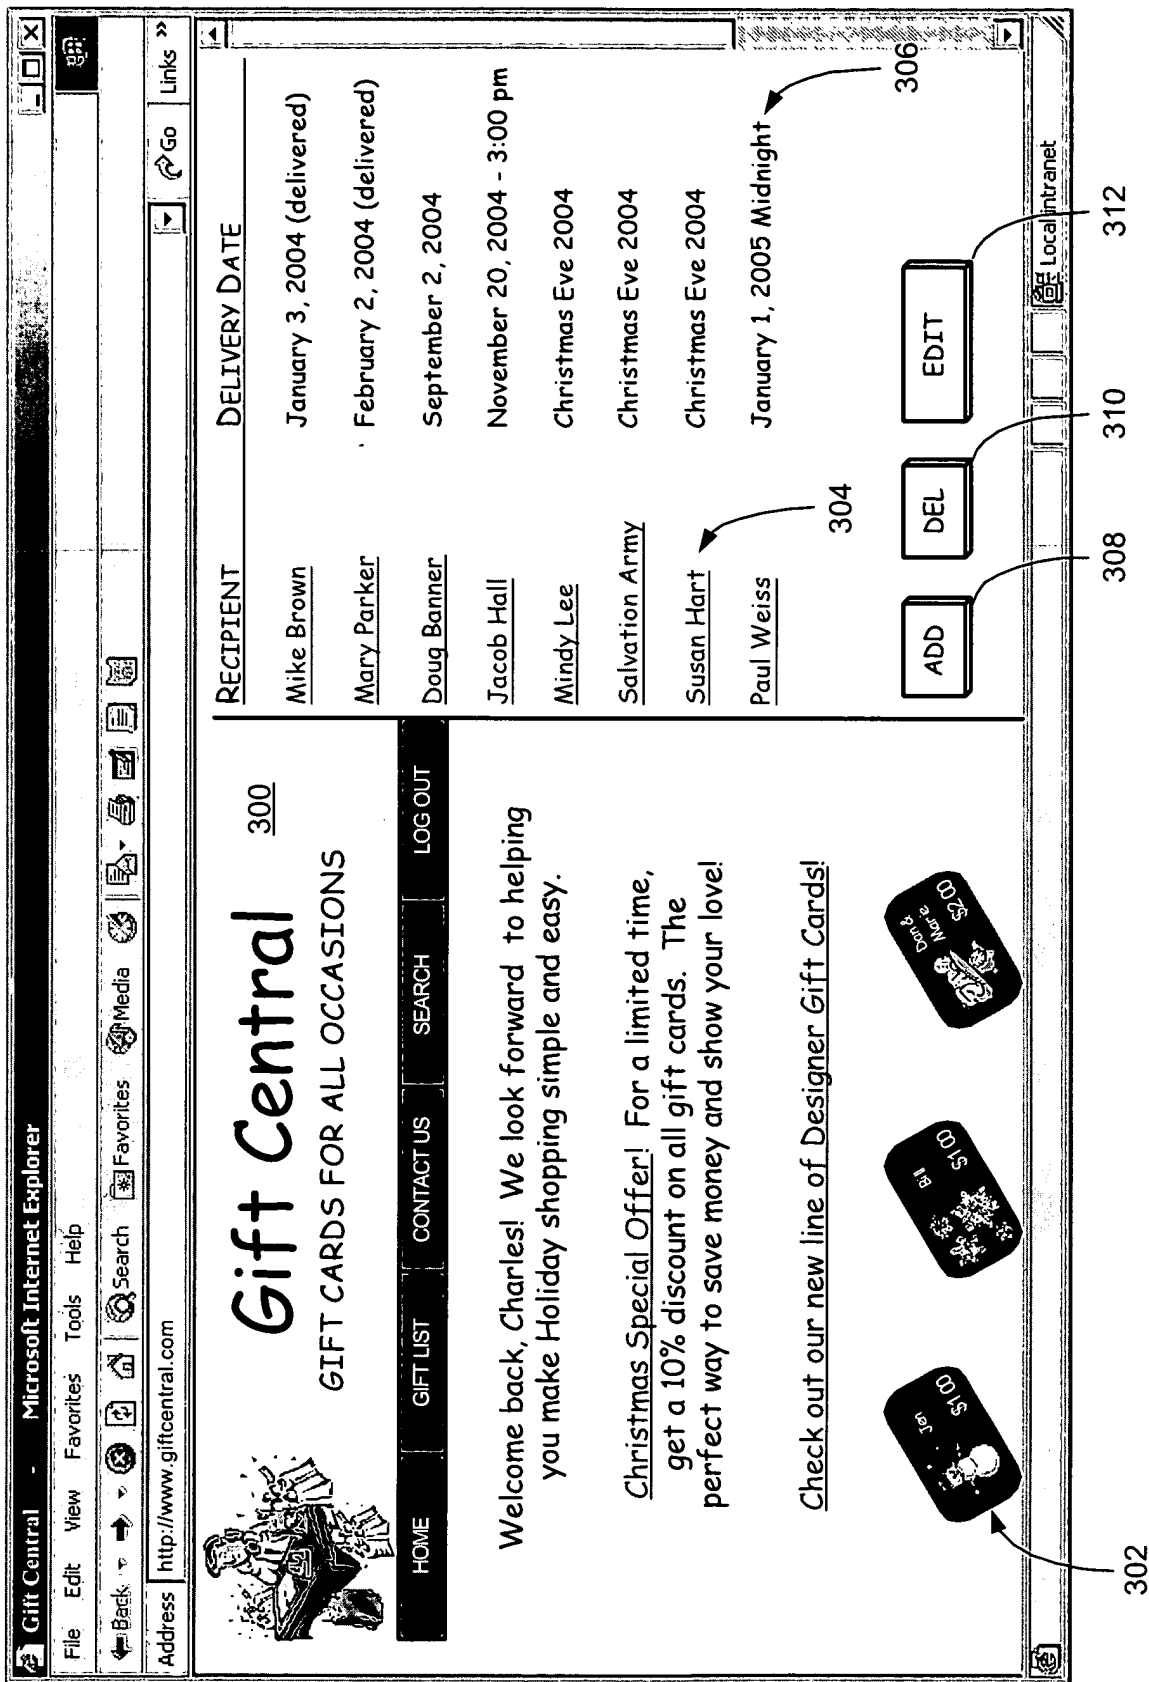 Gift Central - Microsoft Internet Explorer
File Edit View Favorites Tools Help
Back Search Favorites Media
Address http://www.giftcentral.com Go Links »
Gift Central
300
GIFT CARDS FOR ALL OCCASIONS
HOME GIFT LIST CONTACT US SEARCH LOG OUT
Welcome back, Charles! We look forward to helping
you make Holiday shopping simple and easy.
Christmas Special Offer! For a limited time,
get a 10% discount on all gift cards. The
perfect way to save money and show your love!
Check out our new line of Designer Gift Cards!
Jen
$100
Bill
$100
Dan &
Marie
$200
302
RECIPIENT DELIVERY DATE
Mike Brown January 3, 2004 (delivered)
Mary Parker February 2, 2004 (delivered)
Doug Banner September 2, 2004
Jacob Hall November 20, 2004 - 3:00 pm
Mindy Lee Christmas Eve 2004
Salvation Army Christmas Eve 2004
Susan Hart Christmas Eve 2004
Paul Weiss January 1, 2005 Midnight
304
306
ADD DEL EDIT
Local intranet
308 310 312